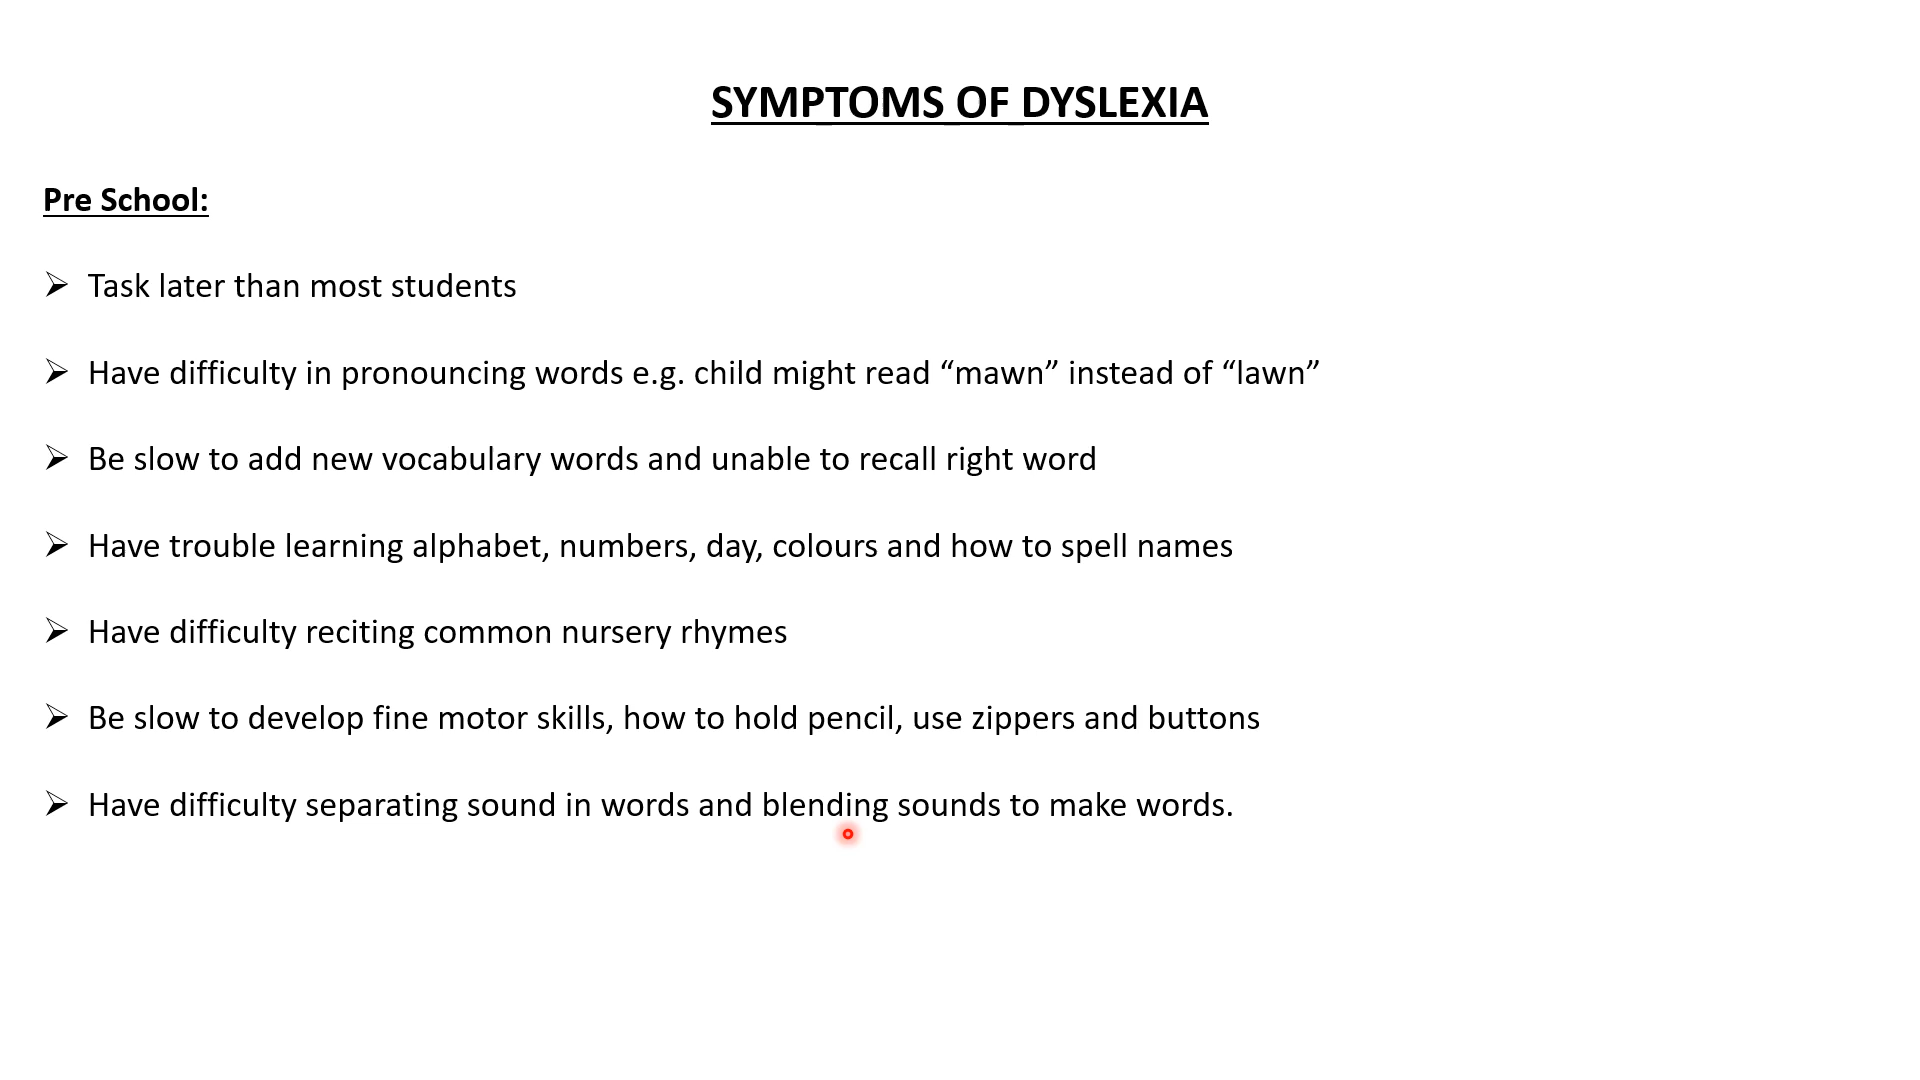 SYMPTOMS OF DYSLEXIA
Pre School:
➢ Task later than most students
➢ Have difficulty in pronouncing words e.g. child might read “mawn” instead of “lawn”
➢ Be slow to add new vocabulary words and unable to recall right word
➢ Have trouble learning alphabet, numbers, day, colours and how to spell names
➢ Have difficulty reciting common nursery rhymes
➢ Be slow to develop fine motor skills, how to hold pencil, use zippers and buttons
➢ Have difficulty separating sound in words and blending sounds to make words.